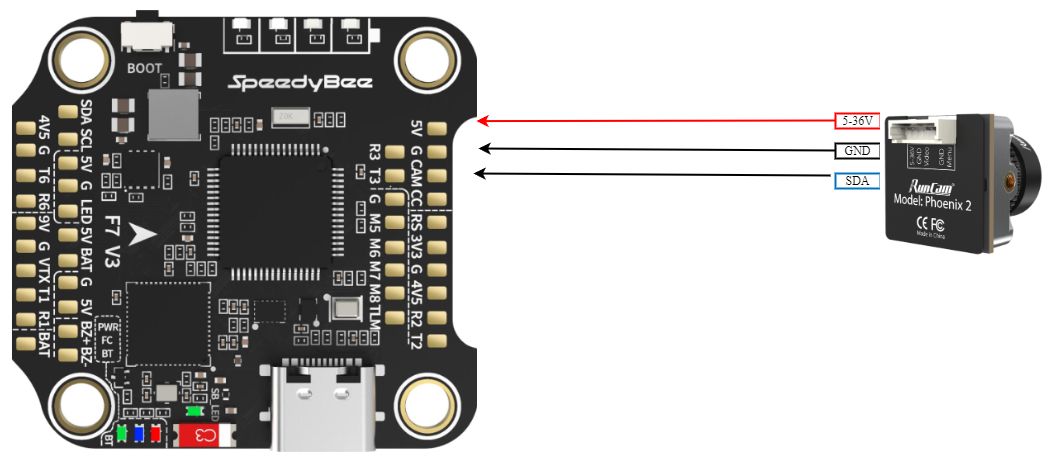 BOOT
SpeedyBee
20K
SDA
SCL
5V
G
LED
5V
BAT
G
5V
BZ+
BZ-
4V5
G
T6
R6
9V
G
VTX
T1
R1
BAT
F7 V3
PWR
FC
BT
BT
SB
LED
C3
R3
T3
G
M5
M6
M7
M8
TLM
5V
G
CAM
CC
RS
3V3
G
4V5
R2
T2
5-36V
GND
SDA
5-36V
GND
Video
GND
Menu
RunCam
Model: Phoenix 2
CE FC
Made in China